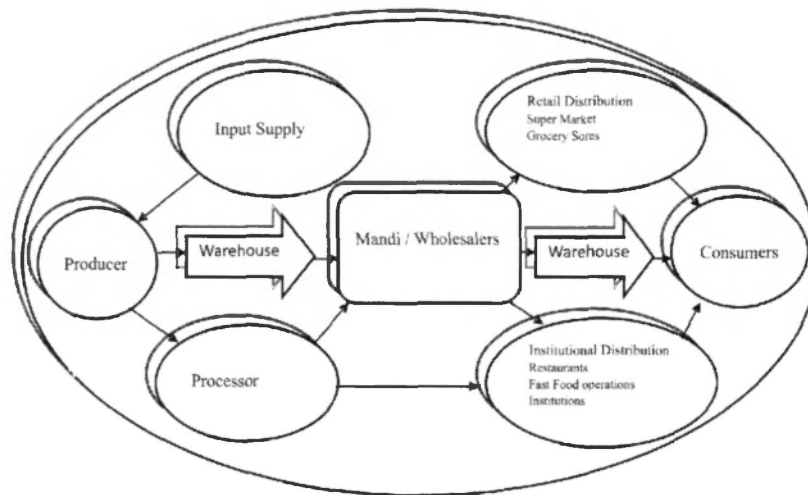 Input Supply
Retail Distribution
Super Market
Grocery Sores
Producer
Warehouse
Mandi / Wholesalers
Warehouse
Consumers
Processor
Institutional Distribution
Restaurants
Fast Food operations
Institutions